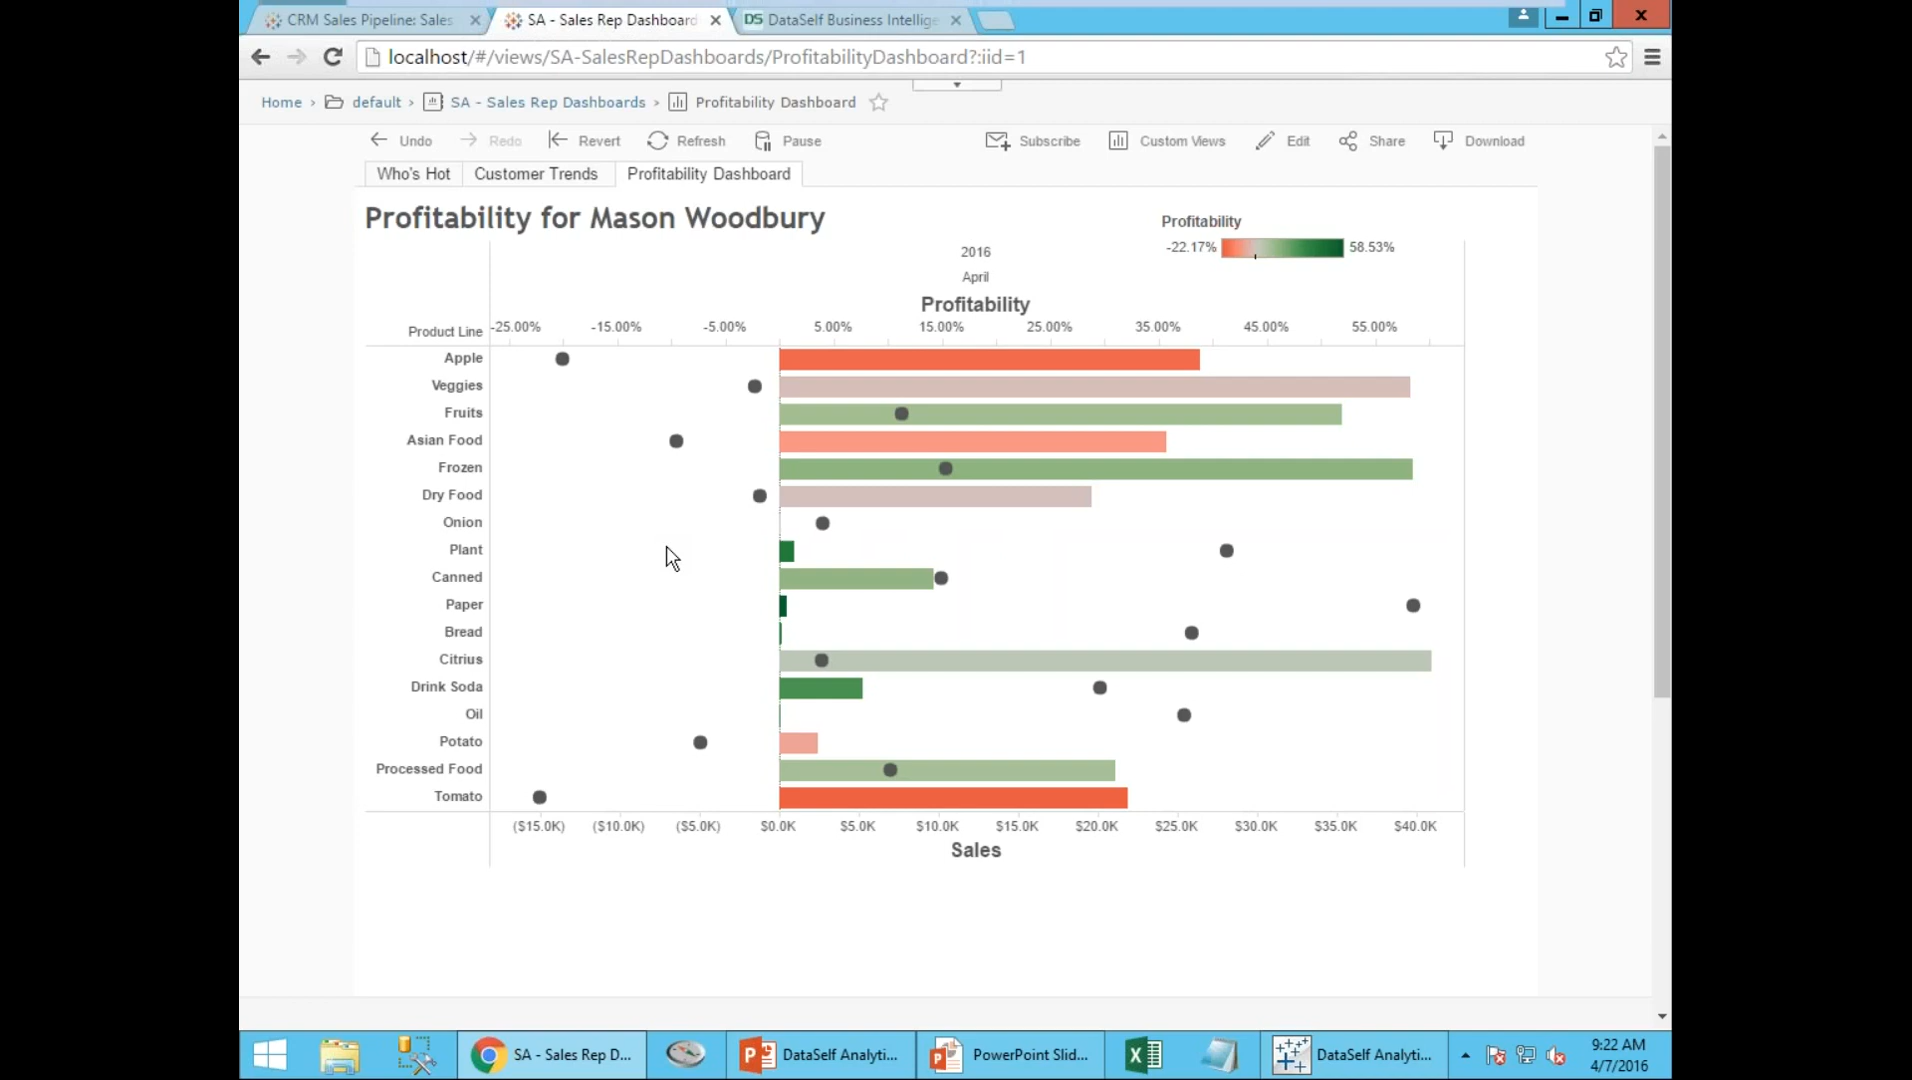 CRM Sales Pipeline: Sales
SA - Sales Rep Dashboard
DS DataSelf Business Intellige
localhost/#/views/SA-SalesRepDashboards/ProfitabilityDashboard?:iid=1
Home › default › SA - Sales Rep Dashboards › Profitability Dashboard
Undo Redo Revert Refresh Pause Subscribe Custom Views Edit Share Download
Who's Hot Customer Trends Profitability Dashboard
Profitability for Mason Woodbury
Profitability
-22.17% 58.53%
2016
April
Profitability
Product Line -25.00% -15.00% -5.00% 5.00% 15.00% 25.00% 35.00% 45.00% 55.00%
Apple
Veggies
Fruits
Asian Food
Frozen
Dry Food
Onion
Plant
Canned
Paper
Bread
Citrius
Drink Soda
Oil
Potato
Processed Food
Tomato
($15.0K) ($10.0K) ($5.0K) $0.0K $5.0K $10.0K $15.0K $20.0K $25.0K $30.0K $35.0K $40.0K
Sales
SA - Sales Rep D... DataSelf Analyti... PowerPoint Slid... DataSelf Analyti... 9:22 AM
4/7/2016